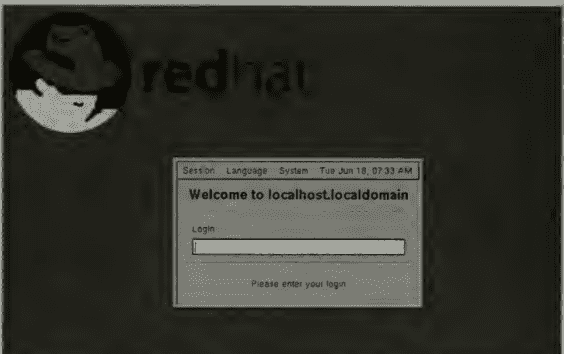 redhat
Session Language System Tue Jun 18, 07:33 AM
Welcome to localhost.localdomain
Login
Please enter your login